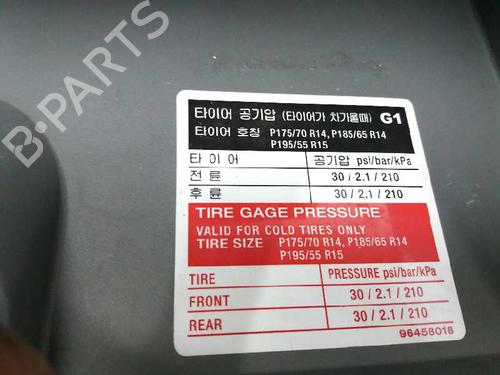 B-PARTS
타이어 공기압 (타이어가 차가울때) G1
타이어 호칭 P175/70 R14, P185/65 R14
P195/55 R15
타이어 공기압 psi/bar/kPa
전륜 30 / 2.1 / 210
후륜 30 / 2.1 / 210
TIRE GAGE PRESSURE
VALID FOR COLD TIRES ONLY
TIRE SIZE P175/70 R14, P185/65 R14
P195/55 R15
TIRE PRESSURE psi/bar/kPa
FRONT 30 / 2.1 / 210
REAR 30 / 2.1 / 210
96458018